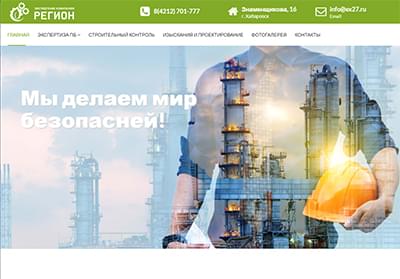 ЭКСПЕРТНАЯ КОМПАНИЯ
РЕГИОН
8(4212)701-777
Знаменщикова, 16
г. Хабаровск
info@ex27.ru
Email
ГЛАВНАЯ ЭКСПЕРТИЗА ПБ СТРОИТЕЛЬНЫЙ КОНТРОЛЬ ИЗЫСКАНИЯ И ПРОЕКТИРОВАНИЕ ФОТОГАЛЕРЕЯ КОНТАКТЫ
Мы делаем мир
безопасней!